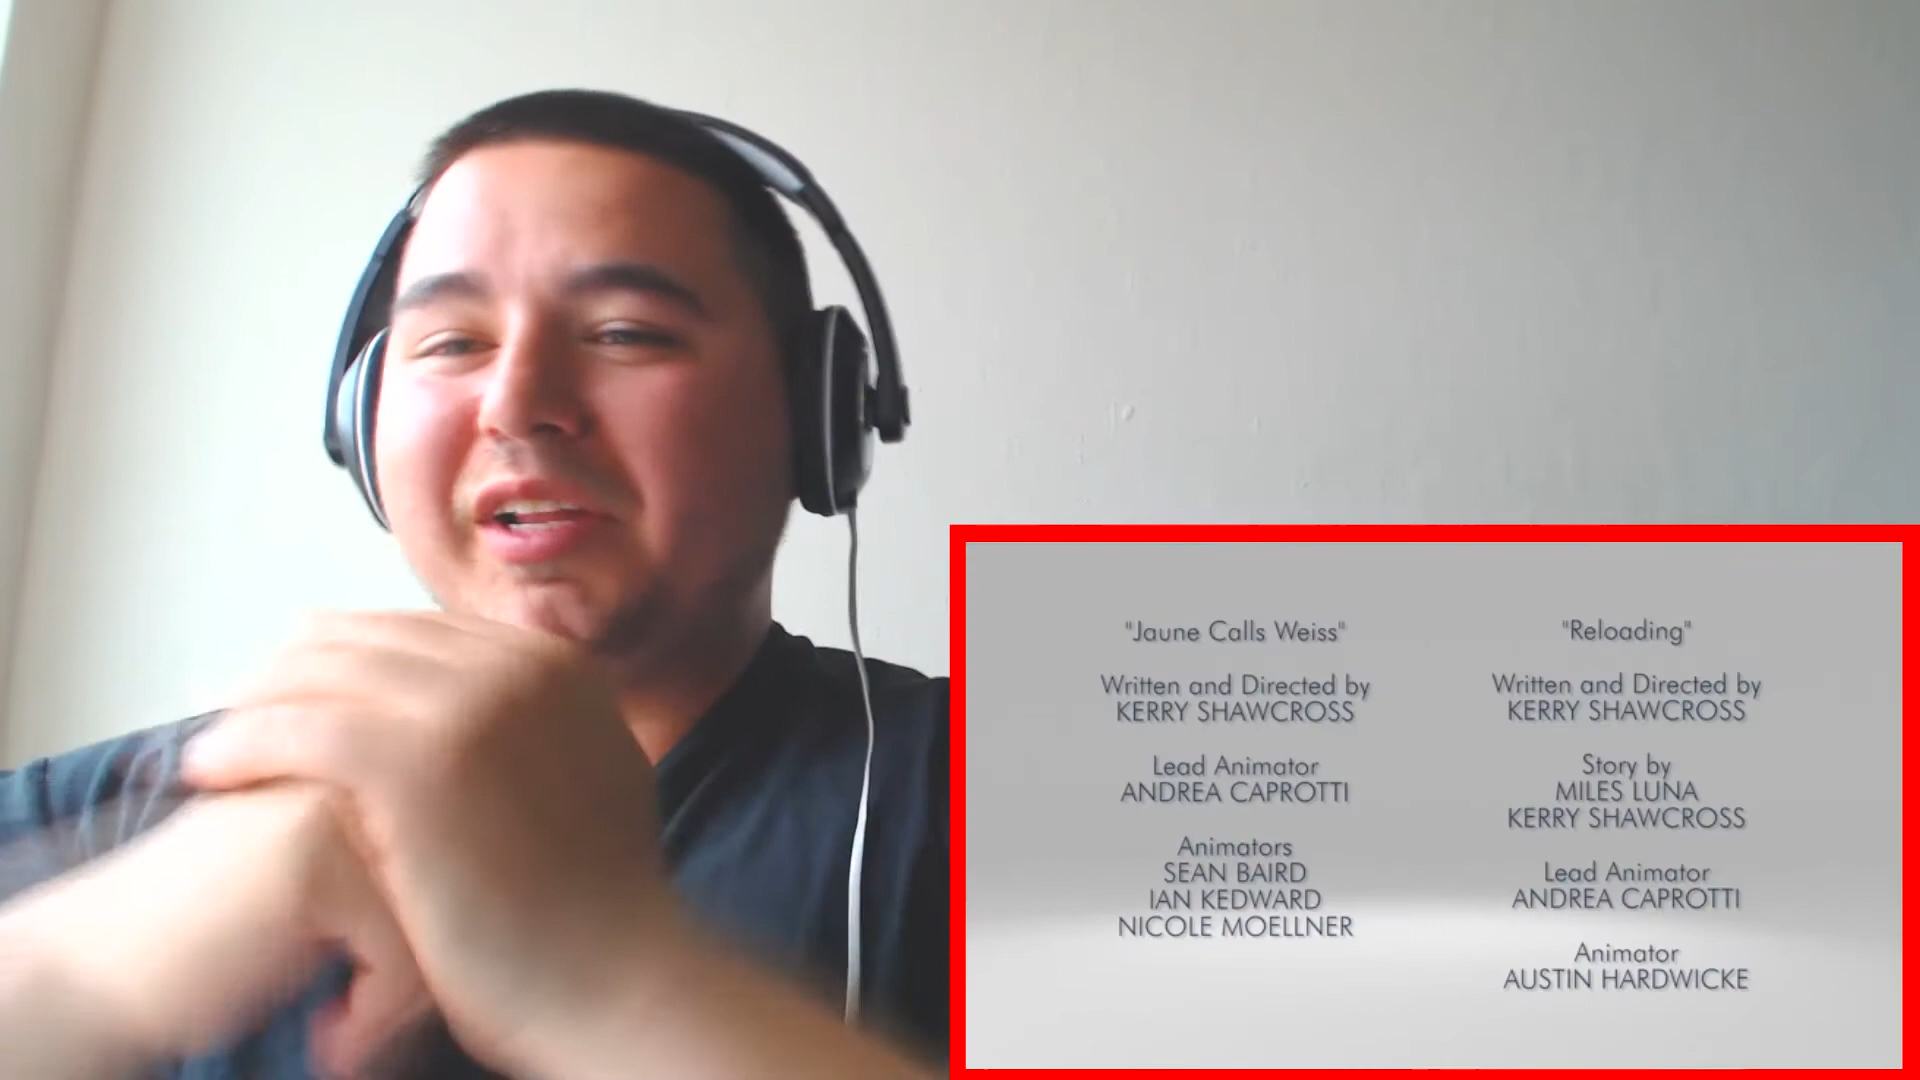 "Jaune Calls Weiss"
Written and Directed by
KERRY SHAWCROSS
Lead Animator
ANDREA CAPROTTI
Animators
SEAN BAIRD
IAN KEDWARD
NICOLE MOELLNER
"Reloading"
Written and Directed by
KERRY SHAWCROSS
Story by
MILES LUNA
KERRY SHAWCROSS
Lead Animator
ANDREA CAPROTTI
Animator
AUSTIN HARDWICKE